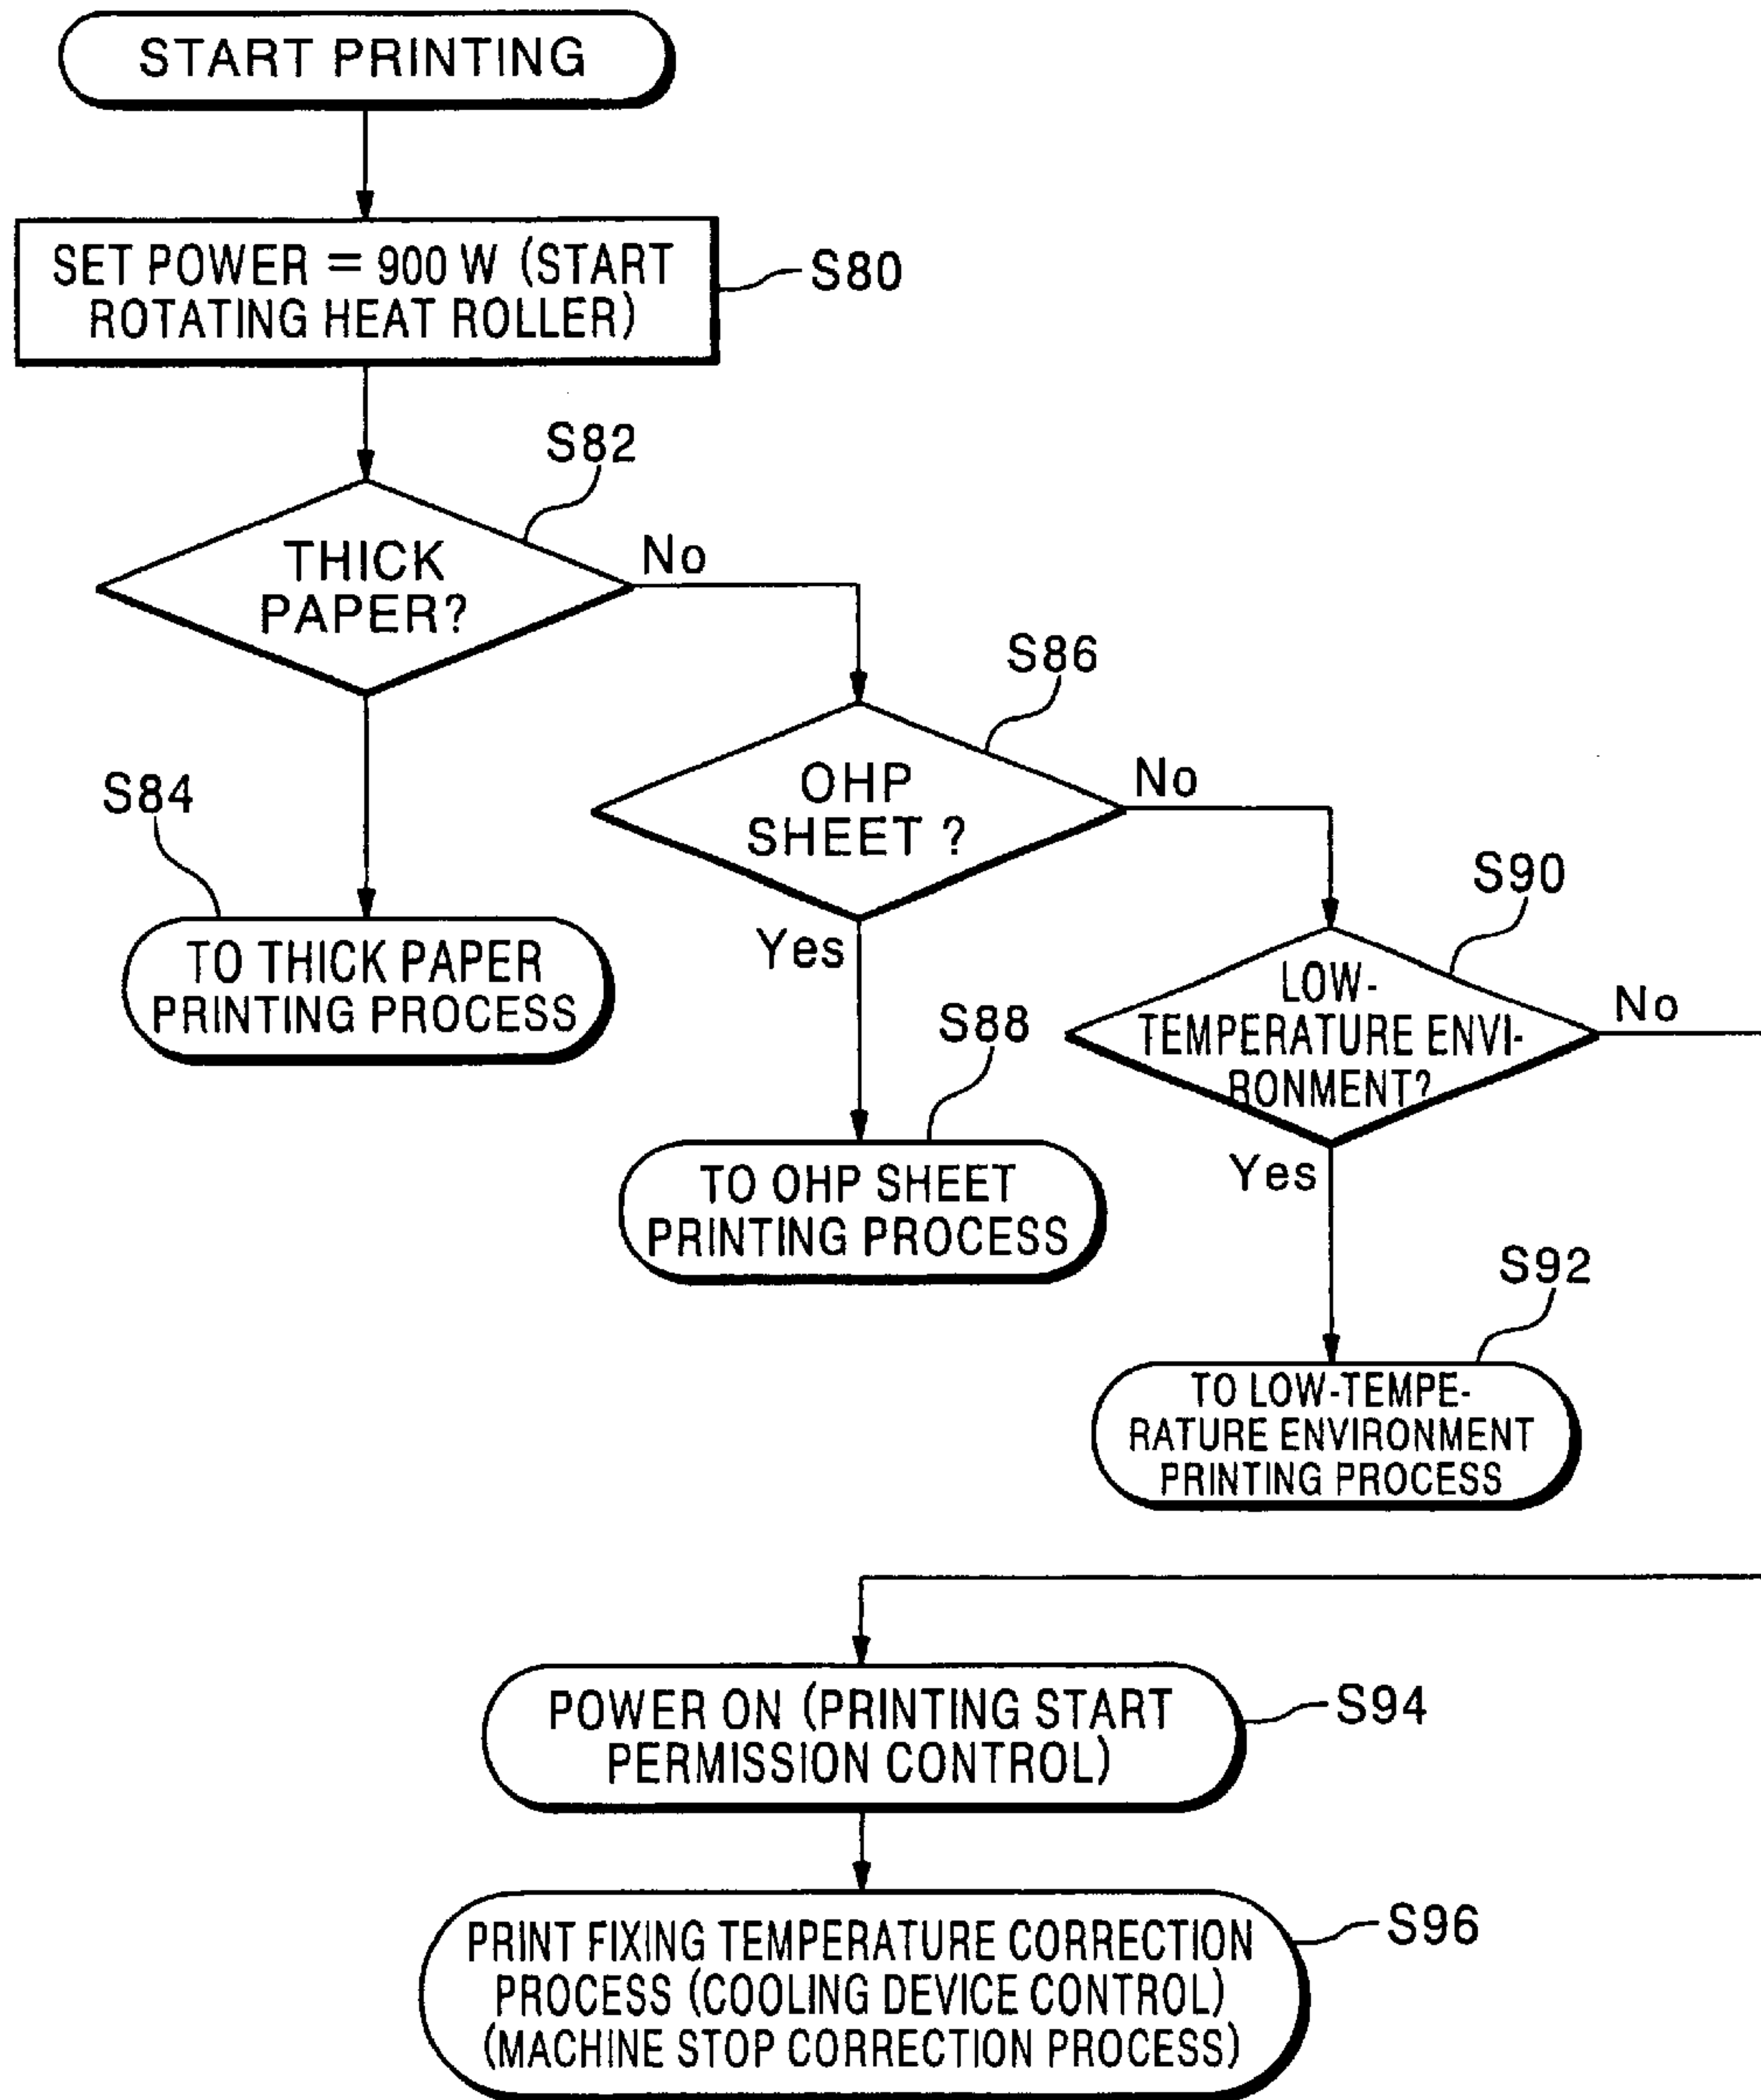 START PRINTING
SET POWER = 900 W (START
ROTATING HEAT ROLLER)
S80
S82
THICK
PAPER?
No
S84
TO THICK PAPER
PRINTING PROCESS
S86
OHP
SHEET ?
No
Yes
S88
TO OHP SHEET
PRINTING PROCESS
S90
LOW-
TEMPERATURE ENVI-
RONMENT?
No
Yes
S92
TO LOW-TEMPE-
RATURE ENVIRONMENT
PRINTING PROCESS
POWER ON (PRINTING START
PERMISSION CONTROL)
S94
PRINT FIXING TEMPERATURE CORRECTION
PROCESS (COOLING DEVICE CONTROL)
(MACHINE STOP CORRECTION PROCESS)
S96